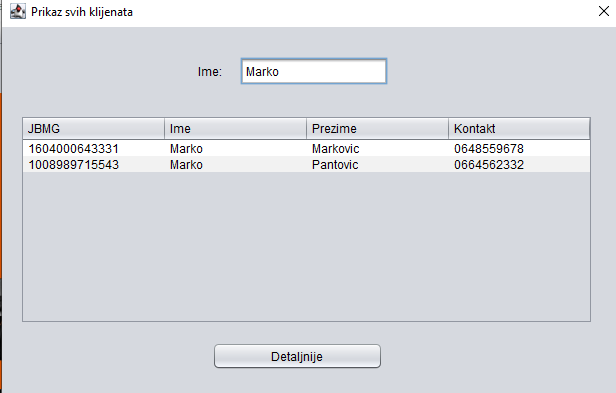 Prikaz svih klijenata
Ime: Marko
JBMG Ime Prezime Kontakt
1604000643331 Marko Markovic 0648559678
1008989715543 Marko Pantovic 0664562332
Detaljnije